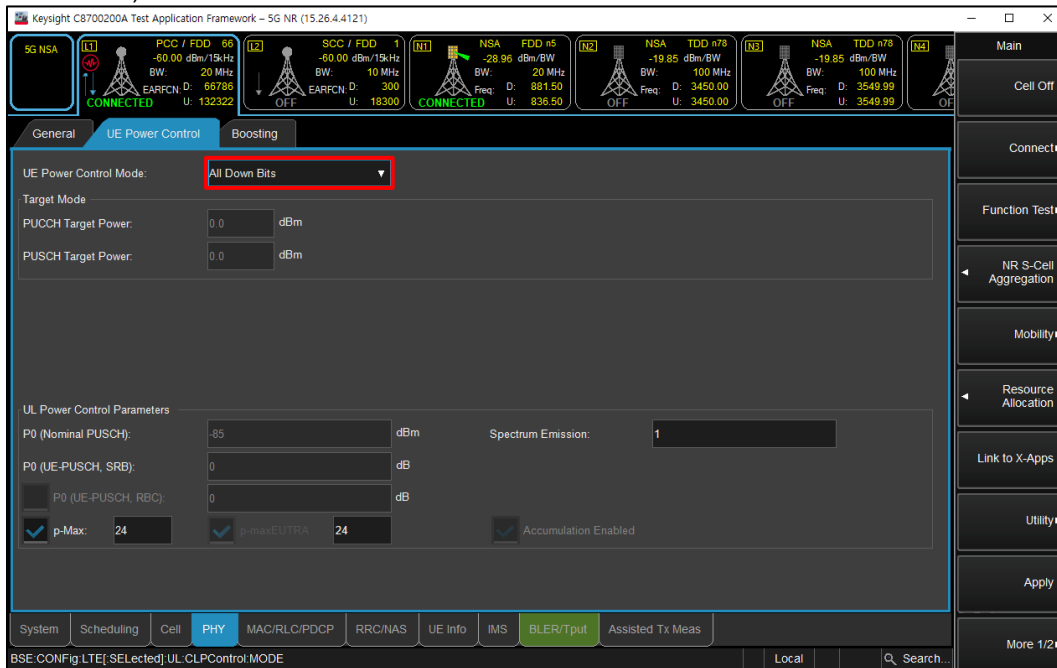 Keysight C8700200A Test Application Framework – 5G NR (15.26.4.4121)
5G NSA
L1 PCC / FDD 66
-60.00 dBm/15kHz
BW: 20 MHz
EARFCN: D: 66786
CONNECTED U: 132322
L2 SCC / FDD 1
-60.00 dBm/15kHz
BW: 10 MHz
EARFCN: D: 300
OFF U: 18300
N1 NSA FDD n5
-28.96 dBm/BW
BW: 20 MHz
Freq: D: 881.50
CONNECTED U: 836.50
N2 NSA TDD n78
-19.85 dBm/BW
BW: 100 MHz
Freq: D: 3450.00
OFF U: 3450.00
N3 NSA TDD n78
-19.85 dBm/BW
BW: 100 MHz
Freq: D: 3549.99
OFF U: 3549.99
N4
OF
General UE Power Control Boosting
UE Power Control Mode: All Down Bits
Target Mode
PUCCH Target Power: 0.0 dBm
PUSCH Target Power: 0.0 dBm
UL Power Control Parameters
P0 (Nominal PUSCH): -85 dBm Spectrum Emission: 1
P0 (UE-PUSCH, SRB): 0 dB
P0 (UE-PUSCH, RBC): 0 dB
p-Max: 24 p-maxEUTRA 24 Accumulation Enabled
System Scheduling Cell PHY MAC/RLC/PDCP RRC/NAS UE Info IMS BLER/Tput Assisted Tx Meas
BSE:CONFig:LTE[:SELected]:UL:CLPControl:MODE Local Search...
Main
Cell Off
Connect
Function Test
NR S-Cell
Aggregation
Mobility
Resource
Allocation
Link to X-Apps
Utility
Apply
More 1/2